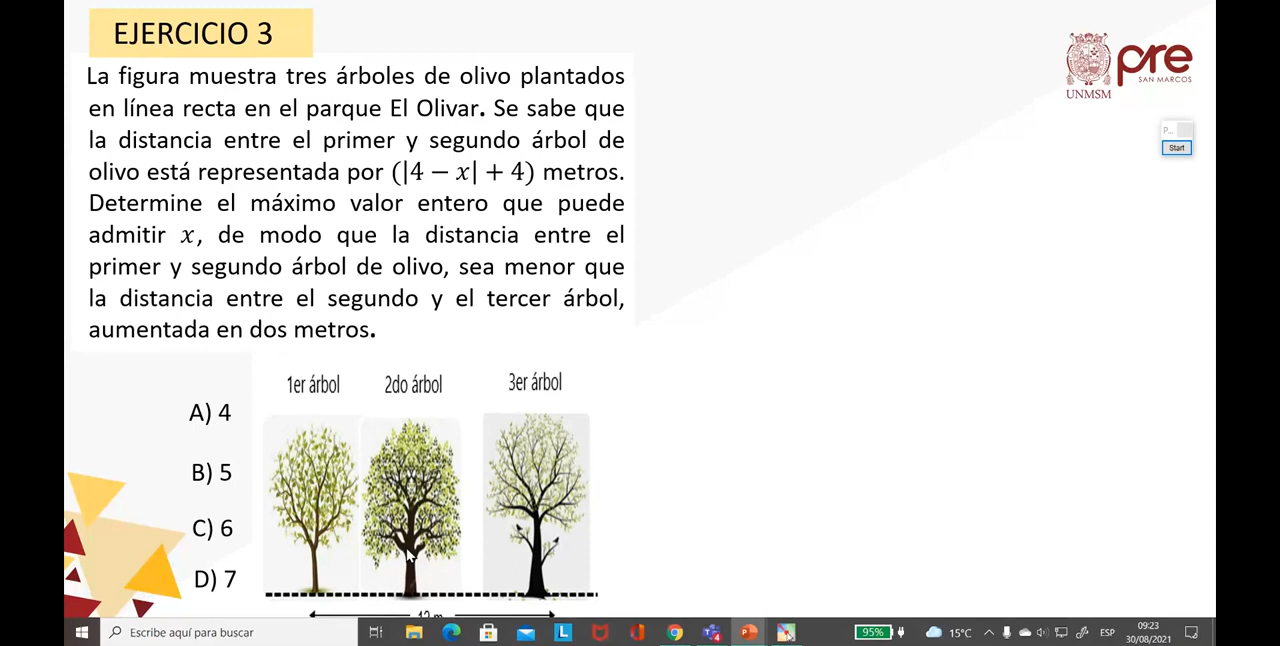 EJERCICIO 3
La figura muestra tres árboles de olivo plantados
en línea recta en el parque El Olivar. Se sabe que
la distancia entre el primer y segundo árbol de
olivo está representada por (|4 − x| + 4) metros.
Determine el máximo valor entero que puede
admitir x, de modo que la distancia entre el
primer y segundo árbol de olivo, sea menor que
la distancia entre el segundo y el tercer árbol,
aumentada en dos metros.
1er árbol 2do árbol 3er árbol
A) 4
B) 5
C) 6
D) 7
UNMSM
pre
SAN MARCOS
P...
Start
Escribe aquí para buscar
L
4
95%
15°C
ESP
09:23
30/08/2021